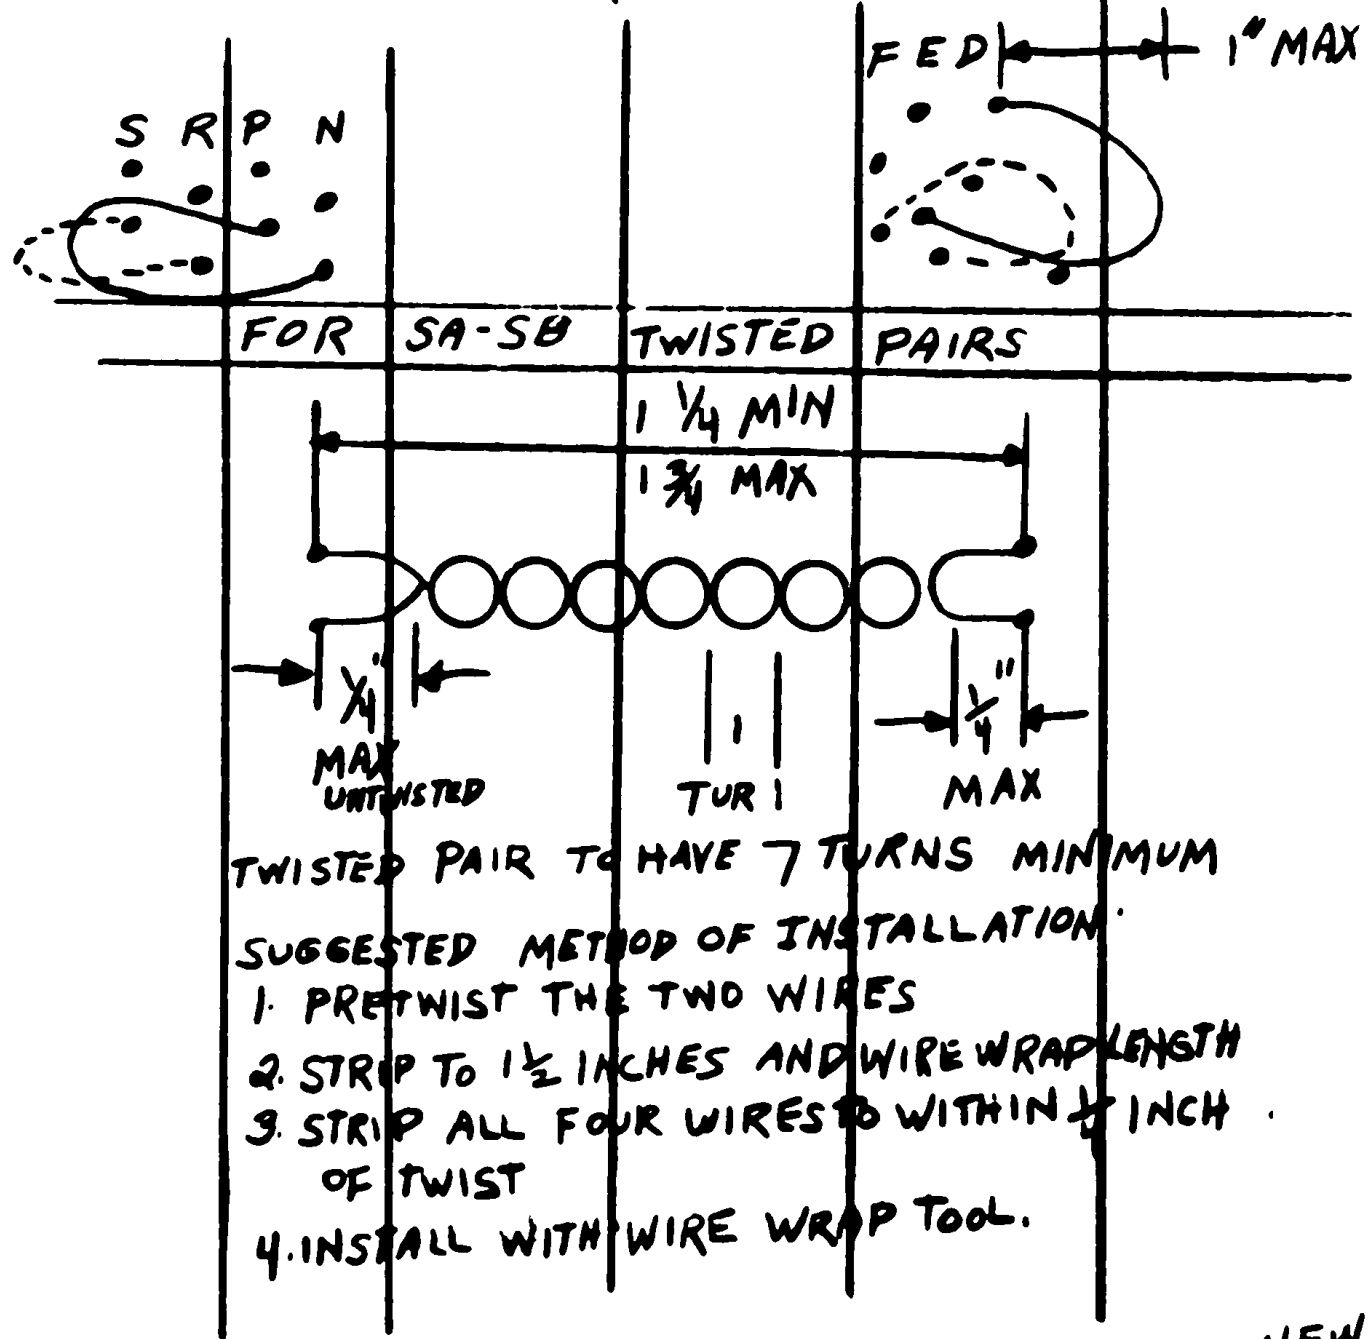 FED 1" MAX
S R P N
FOR SA-SB TWISTED PAIRS
1 1/4 MIN
1 3/4 MAX
1/4" 1/4"
1
MAX MAX
UNTWISTED TUR
TWISTED PAIR TO HAVE 7 TURNS MINIMUM
SUGGESTED METHOD OF INSTALLATION
1. PRETWIST THE TWO WIRES
2. STRIP TO 1 1/2 INCHES AND WIRE WRAP LENGTH
3. STRIP ALL FOUR WIRES TO WITHIN INCH
OF TWIST
4. INSTALL WITH WIRE WRAP TOOL.